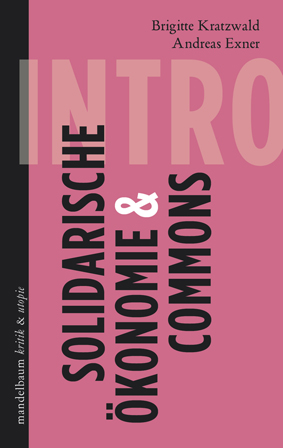 Brigitte Kratzwald
Andreas Exner
INTRO
SOLIDARISCHE
ÖKONOMIE &
COMMONS
mandelbaum kritik & utopie